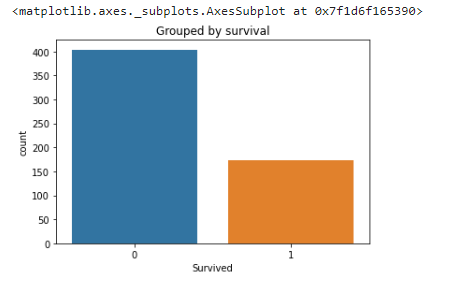 <matplotlib.axes._subplots.AxesSubplot at 0x7f1d6f165390>
Grouped by survival
400
350
300
250
200
150
100
50
0
count
0 1
Survived